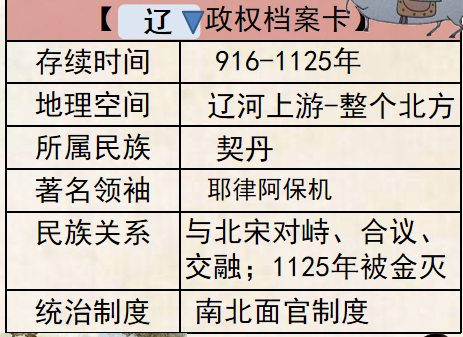 【 辽 政权档案卡】
存续时间 916-1125年
地理空间 辽河上游-整个北方
所属民族 契丹
著名领袖 耶律阿保机
民族关系 与北宋对峙、合议、
交融；1125年被金灭
统治制度 南北面官制度